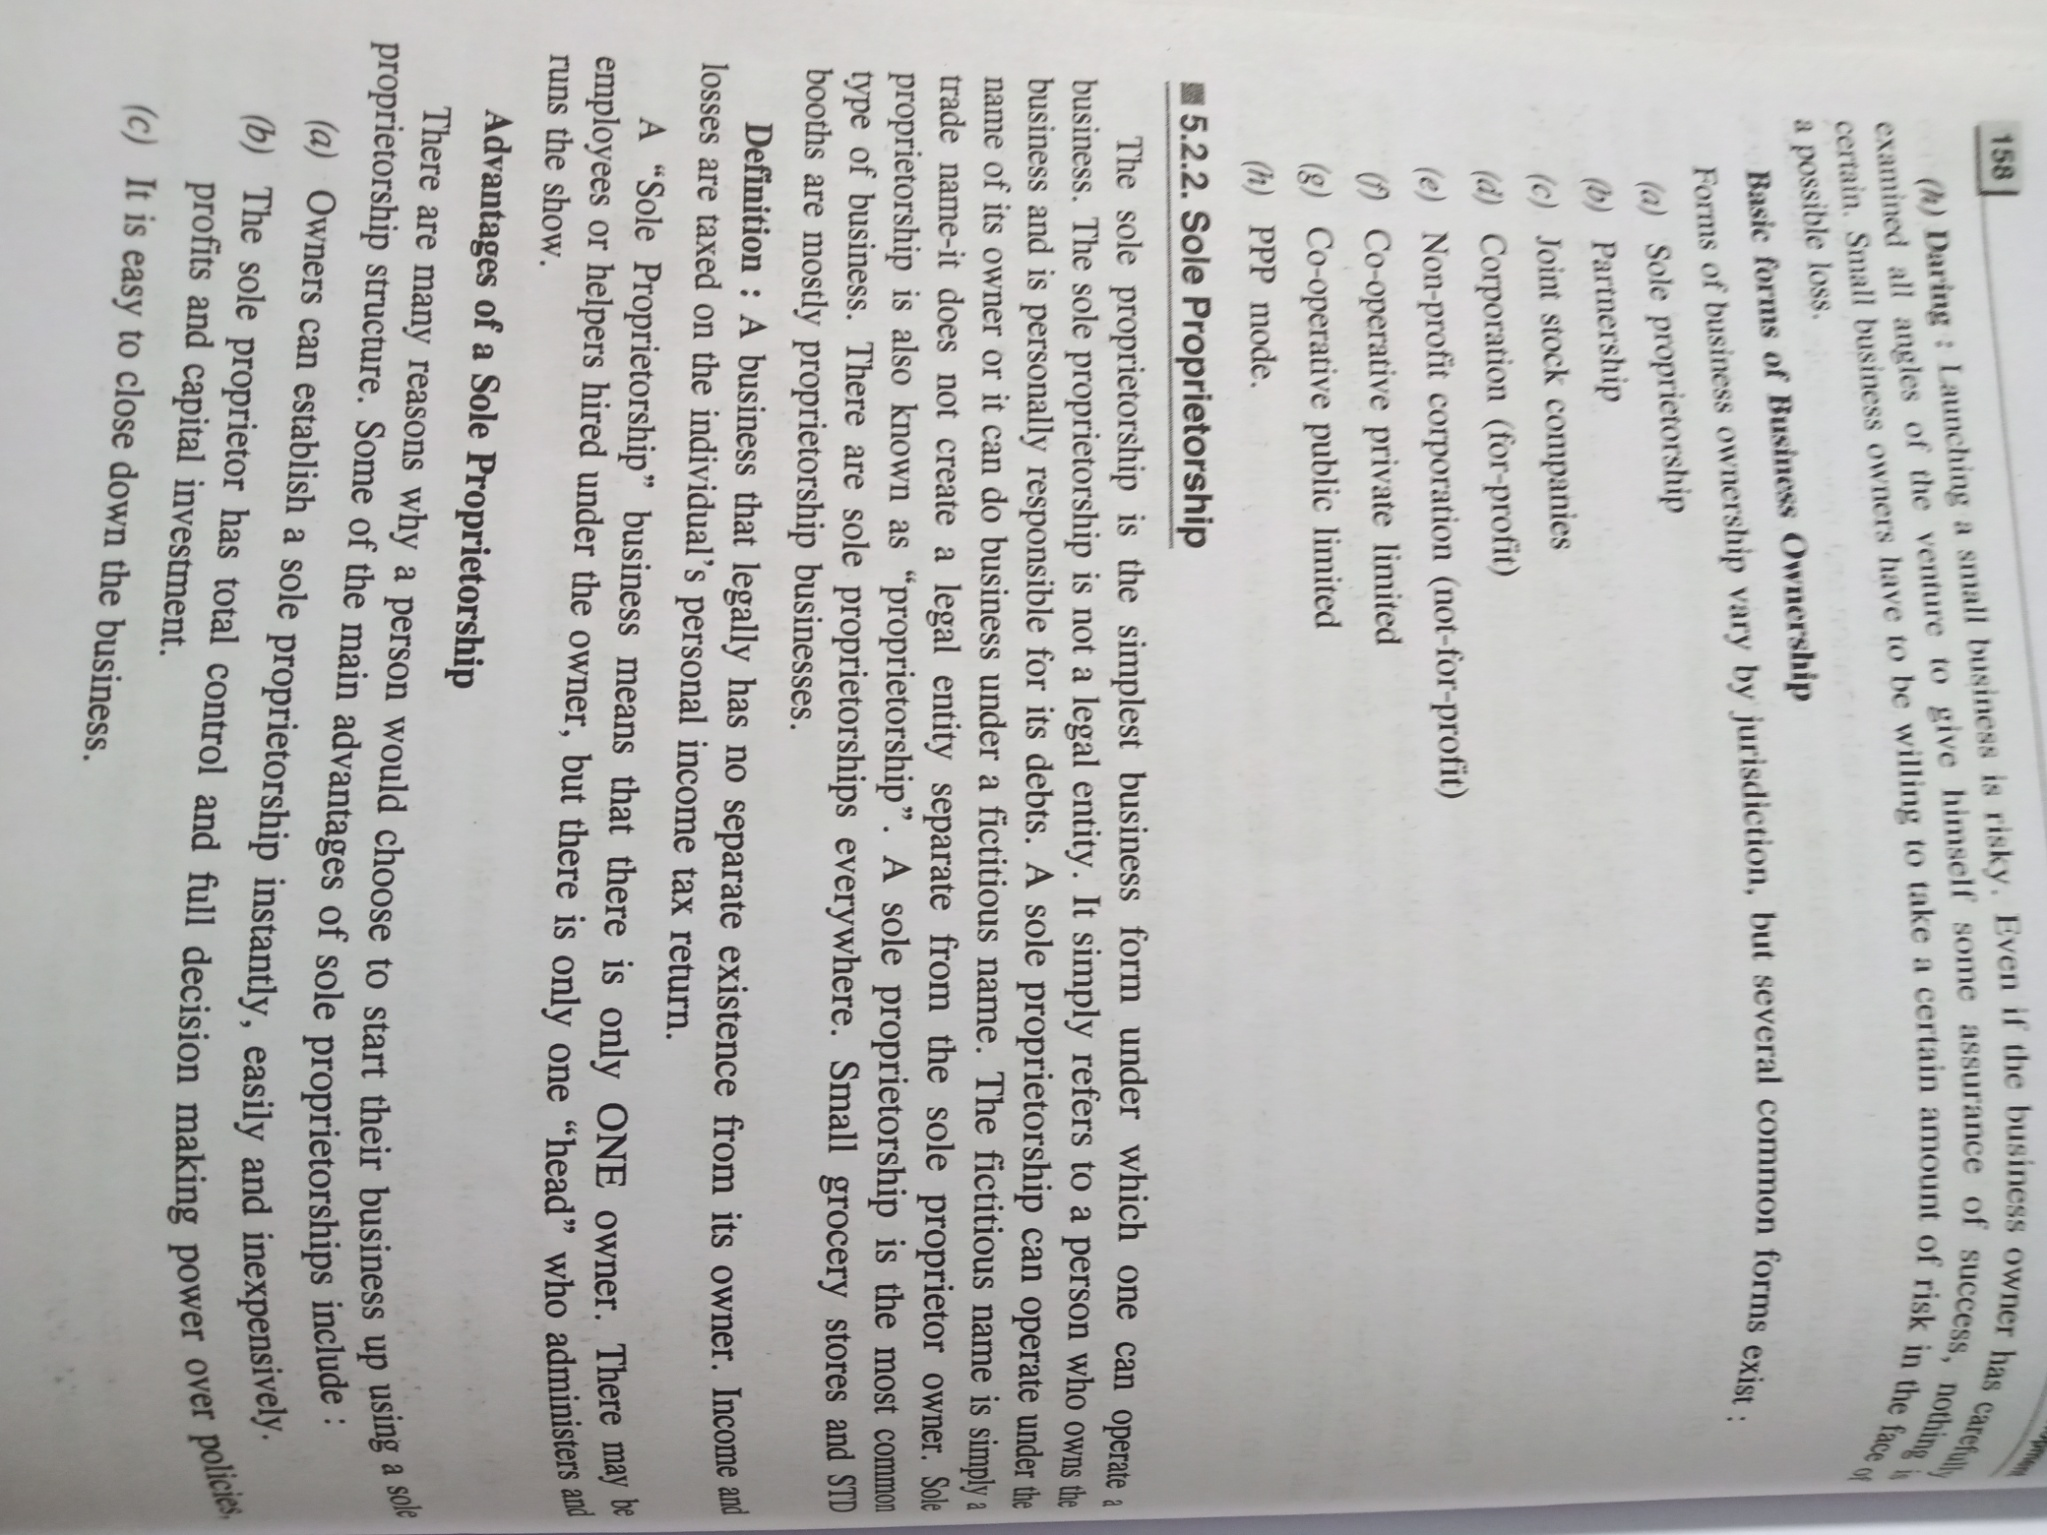 158
(h) Daring : Launching a small business is risky. Even if the business owner has carefully
examined all angles of the venture to give himself some assurance of success, nothing is
certain. Small business owners have to be willing to take a certain amount of risk in the face of
a possible loss.
Basic forms of Business Ownership
Forms of business ownership vary by jurisdiction, but several common forms exist :
(a) Sole proprietorship
(b) Partnership
(c) Joint stock companies
(d) Corporation (for-profit)
(e) Non-profit corporation (not-for-profit)
(f) Co-operative private limited
(g) Co-operative public limited
(h) PPP mode.
5.2.2. Sole Proprietorship
The sole proprietorship is the simplest business form under which one can operate a
business. The sole proprietorship is not a legal entity. It simply refers to a person who owns the
business and is personally responsible for its debts. A sole proprietorship can operate under the
name of its owner or it can do business under a fictitious name. The fictitious name is simply a
trade name-it does not create a legal entity separate from the sole proprietor owner. Sole
proprietorship is also known as “proprietorship”. A sole proprietorship is the most common
type of business. There are sole proprietorships everywhere. Small grocery stores and STD
booths are mostly proprietorship businesses.
Definition : A business that legally has no separate existence from its owner. Income and
losses are taxed on the individual’s personal income tax return.
A “Sole Proprietorship” business means that there is only ONE owner. There may be
employees or helpers hired under the owner, but there is only one “head” who administers and
runs the show.
Advantages of a Sole Proprietorship
There are many reasons why a person would choose to start their business up using a sole
proprietorship structure. Some of the main advantages of sole proprietorships include :
(a) Owners can establish a sole proprietorship instantly, easily and inexpensively.
(b) The sole proprietor has total control and full decision making power over policies,
profits and capital investment.
(c) It is easy to close down the business.